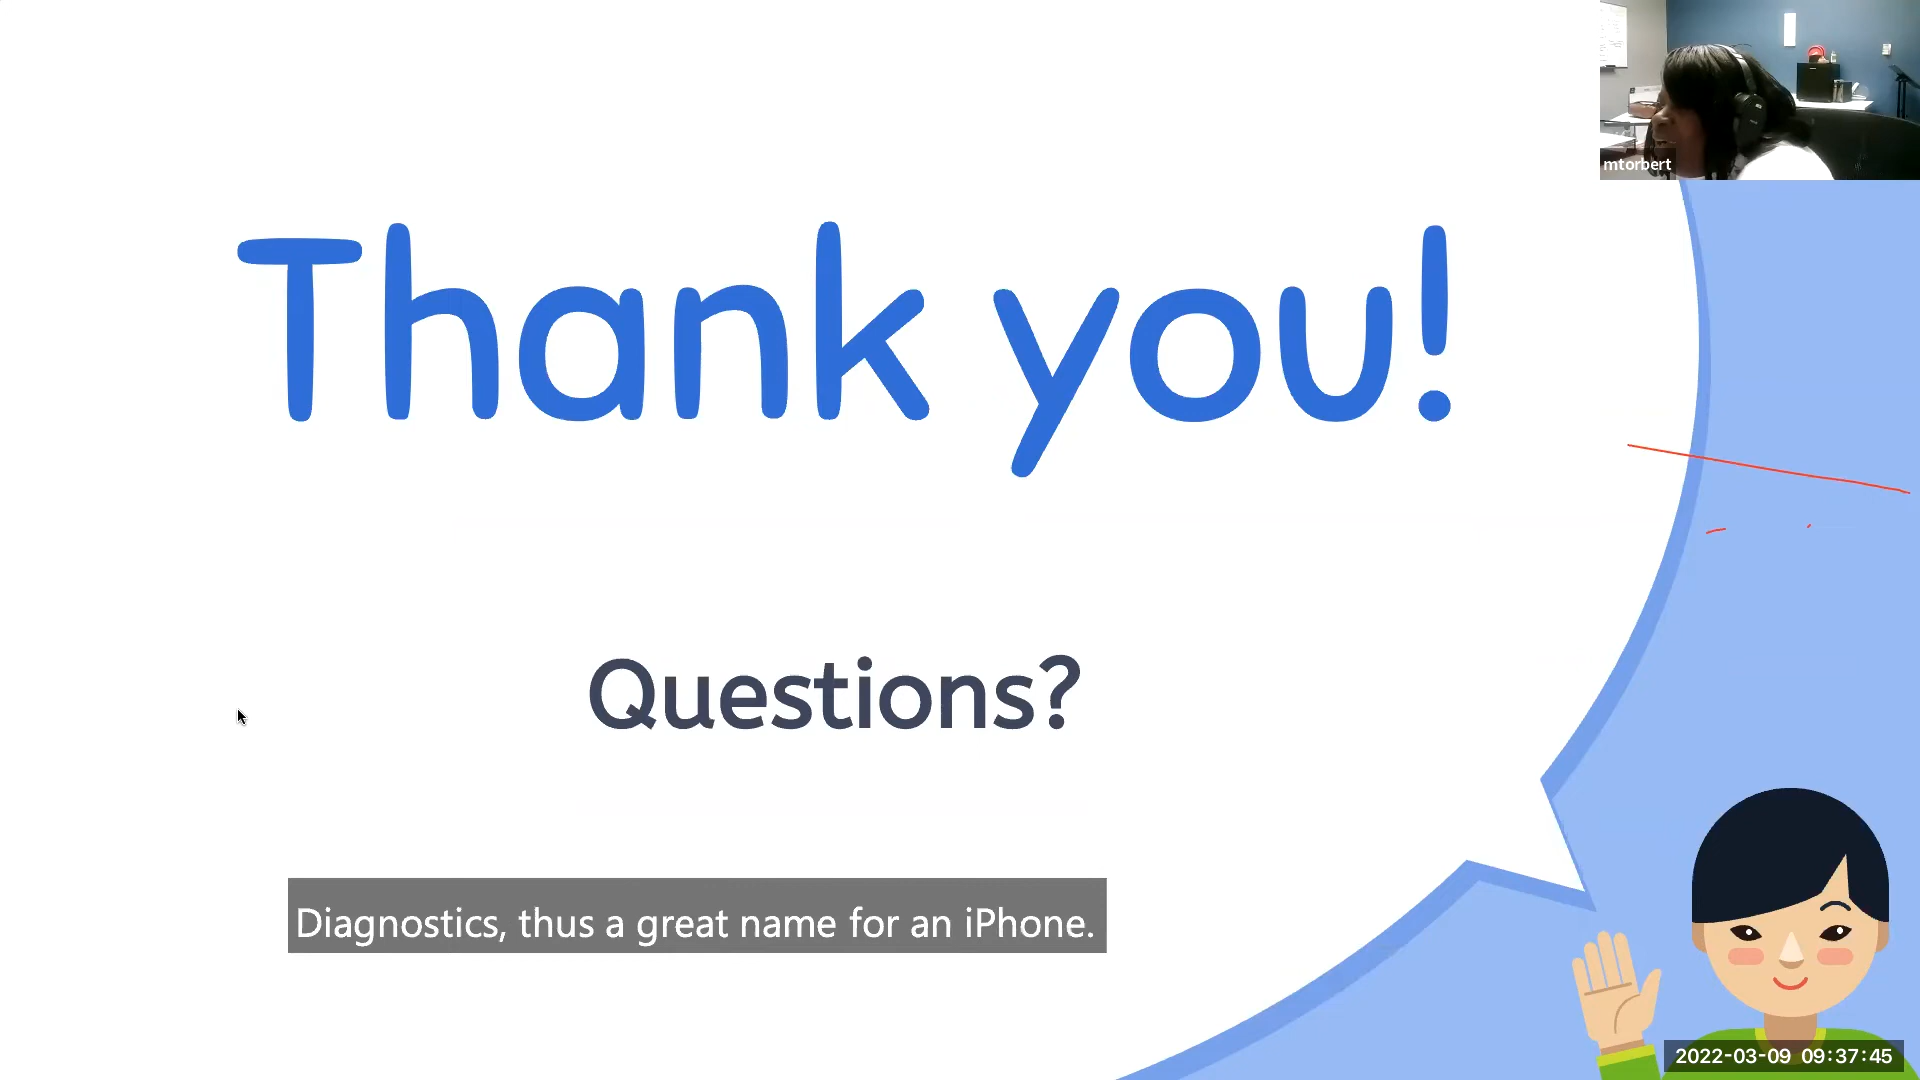 mtorbert
Thank you!
Questions?
Diagnostics, thus a great name for an iPhone.
2022-03-09 09:37:45